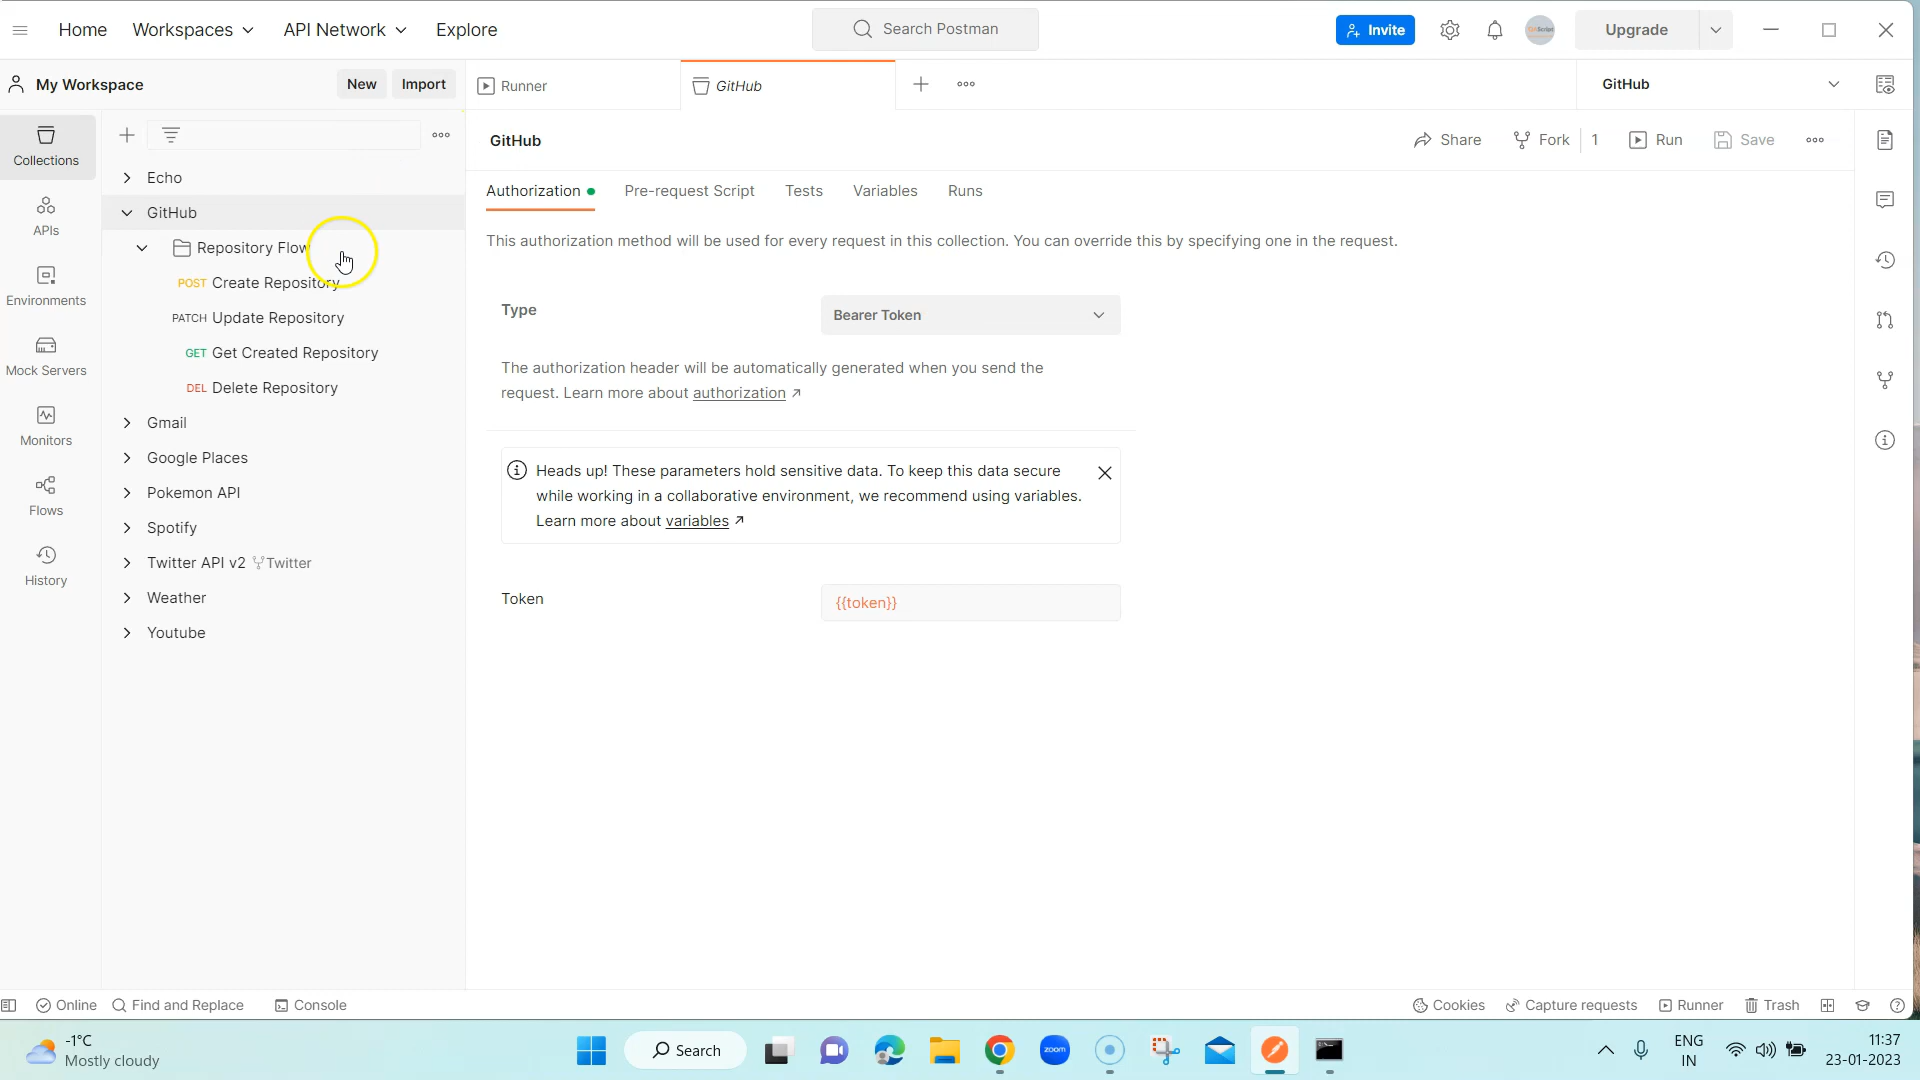 Home
Workspaces
API Network
Explore
Search Postman
Invite
Upgrade
My Workspace
New
Import
Runner
GitHub
GitHub
Collections
APIs
Environments
Mock Servers
Monitors
Flows
History
Echo
GitHub
Repository Flow
POST Create Repository
PATCH Update Repository
GET Get Created Repository
DEL Delete Repository
Gmail
Google Places
Pokemon API
Spotify
Twitter API v2 Twitter
Weather
Youtube
GitHub
Share
Fork
1
Run
Save
Authorization
Pre-request Script
Tests
Variables
Runs
This authorization method will be used for every request in this collection. You can override this by specifying one in the request.
Type
Bearer Token
The authorization header will be automatically generated when you send the
request. Learn more about authorization ↗
Heads up! These parameters hold sensitive data. To keep this data secure
while working in a collaborative environment, we recommend using variables.
Learn more about variables ↗
Token
{{token}}
Online
Find and Replace
Console
Cookies
Capture requests
Runner
Trash
-1°C
Mostly cloudy
Search
zoom
ENG
IN
11:37
23-01-2023